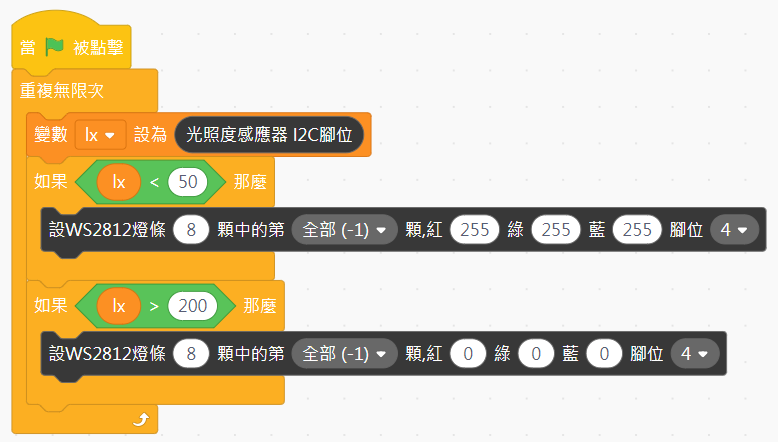 當 被點擊
重複無限次
變數 lx 設為 光照度感應器 I2C腳位
如果 lx < 50 那麼
設WS2812燈條 8 顆中的第 全部 (-1) 顆,紅 255 綠 255 藍 255 腳位 4
如果 lx > 200 那麼
設WS2812燈條 8 顆中的第 全部 (-1) 顆,紅 0 綠 0 藍 0 腳位 4